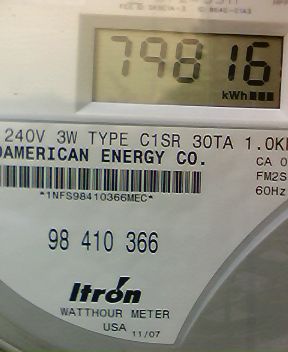 79816
kWh
240V 3W TYPE C1SR 30TA 1.0K
AMERICAN ENERGY CO.
CA 0
*1NFS98410366MEC*
FM2S
60Hz
98 410 366
Itron
WATTHOUR METER
USA 11/07